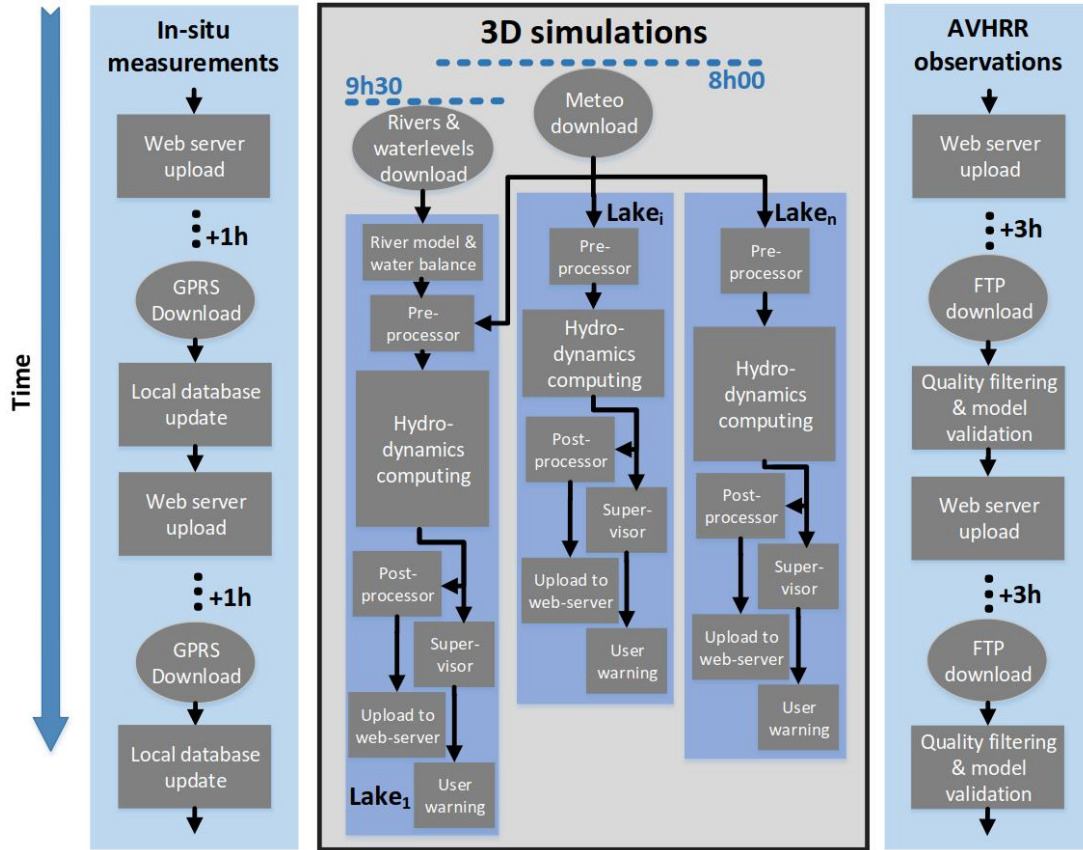 Time
In-situ
measurements
Web server
upload
+1h
GPRS
Download
Local database
update
Web server
upload
+1h
GPRS
Download
Local database
update
3D simulations
9h30
8h00
Rivers &
waterlevels
download
Meteo
download
River model &
water balance
Pre-
processor
Hydro-
dynamics
computing
Post-
processor
Super-
visor
Upload to
web-server
User
warning
Lake1
Lakei
Pre-
processor
Hydro-
dynamics
computing
Post-
processor
Super-
visor
Upload to
web-server
User
warning
Laken
Pre-
processor
Hydro-
dynamics
computing
Post-
processor
Super-
visor
Upload to
web-server
User
warning
AVHRR
observations
Web server
upload
+3h
FTP
download
Quality filtering
& model
validation
Web server
upload
+3h
FTP
download
Quality filtering
& model
validation